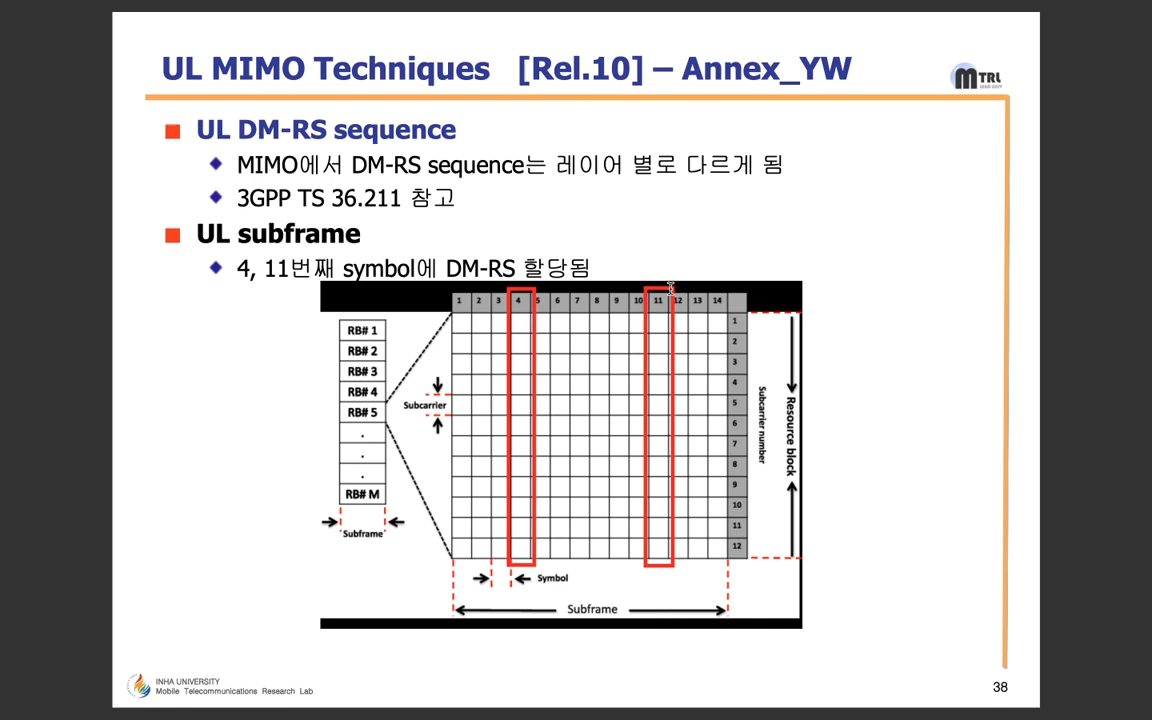 UL MIMO Techniques [Rel.10] – Annex_YW
MTRL
INHA UNIV
UL DM-RS sequence
MIMO에서 DM-RS sequence는 레이어 별로 다르게 됨
3GPP TS 36.211 참고
UL subframe
4, 11번째 symbol에 DM-RS 할당됨
1 2 3 4 5 6 7 8 9 10 11 12 13 14
RB# 1
RB# 2
RB# 3
RB# 4
RB# 5
.
.
.
RB# M
Subframe
Subcarrier
1
2
3
4
5
6
7
8
9
10
11
12
Subcarrier number
Resource block
Symbol
Subframe
INHA UNIVERSITY
Mobile Telecommunications Research Lab
38